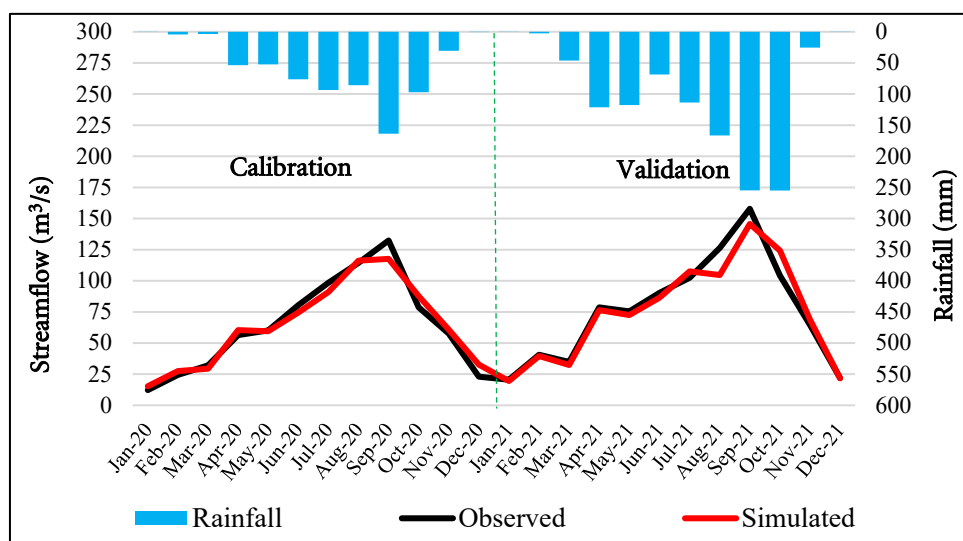 300
275
250
225
200
175
150
125
100
75
50
25
0
Streamflow (m³/s)
Calibration
Validation
0
50
100
150
200
250
300
350
400
450
500
550
600
Rainfall (mm)
Jan-20
Feb-20
Mar-20
Apr-20
May-20
Jun-20
Jul-20
Aug-20
Sep-20
Oct-20
Nov-20
Dec-20
Jan-21
Feb-21
Mar-21
Apr-21
May-21
Jun-21
Jul-21
Aug-21
Sep-21
Oct-21
Nov-21
Dec-21
Rainfall
Observed
Simulated